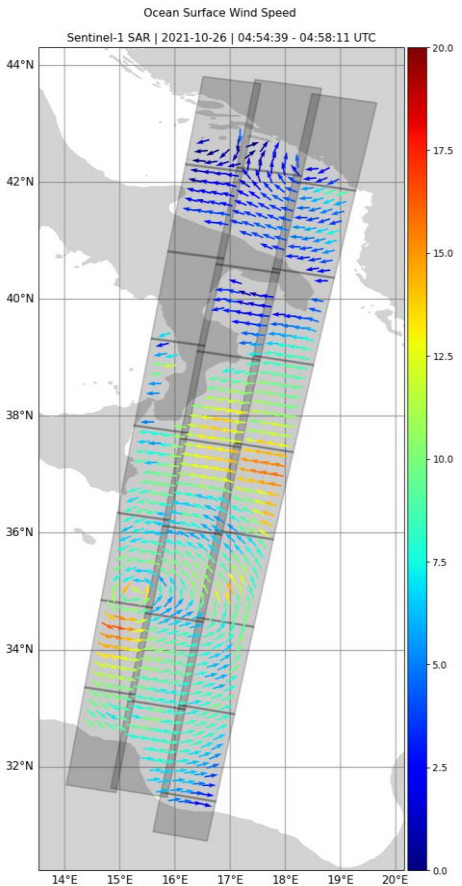 Ocean Surface Wind Speed
Sentinel-1 SAR | 2021-10-26 | 04:54:39 - 04:58:11 UTC
44°N
42°N
40°N
38°N
36°N
34°N
32°N
14°E 15°E 16°E 17°E 18°E 19°E 20°E
20.0
17.5
15.0
12.5
10.0
7.5
5.0
2.5
0.0